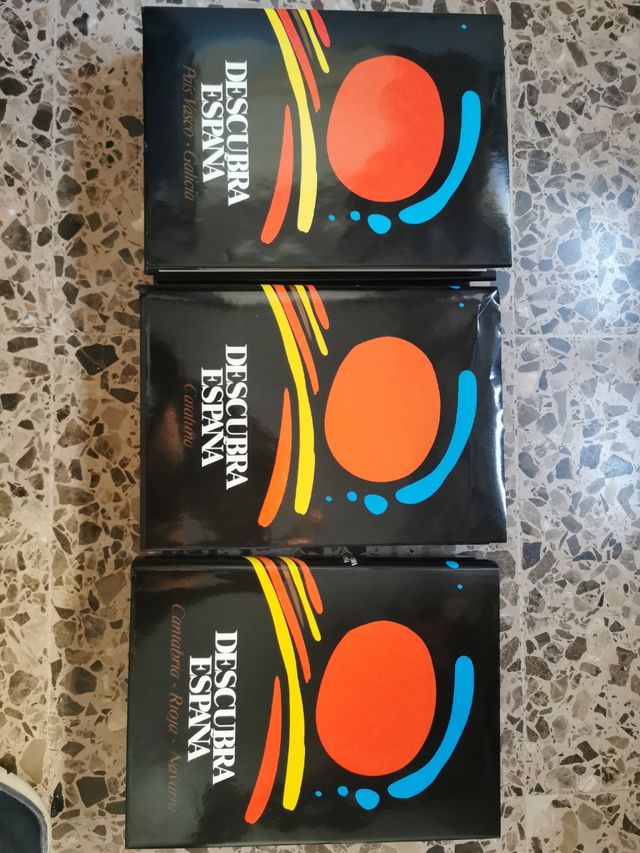 DESCUBRA
ESPAÑA
País Vasco · Galicia
DESCUBRA
ESPAÑA
Cataluña
DESCUBRA
ESPAÑA
Cantabria · Rioja · Navarra